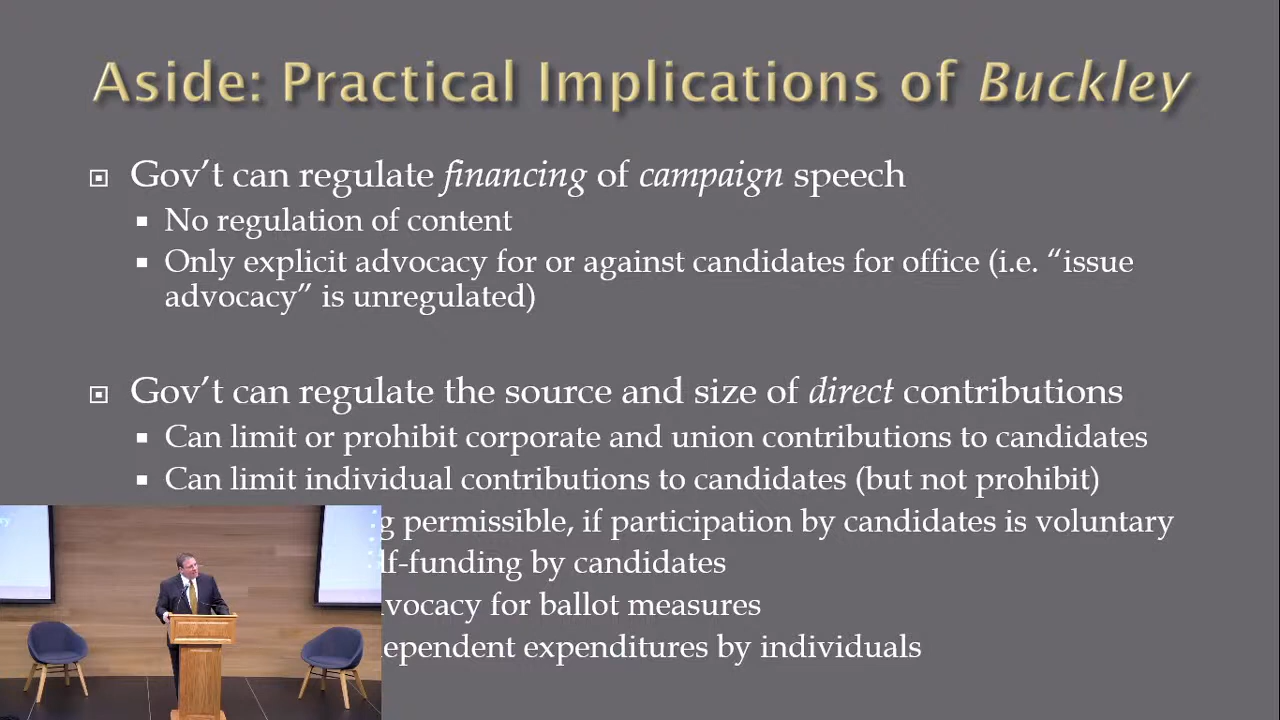 Aside: Practical Implications of Buckley
Gov’t can regulate financing of campaign speech
No regulation of content
Only explicit advocacy for or against candidates for office (i.e. “issue
advocacy” is unregulated)
Gov’t can regulate the source and size of direct contributions
Can limit or prohibit corporate and union contributions to candidates
Can limit individual contributions to candidates (but not prohibit)
permissible, if participation by candidates is voluntary
by candidates
for ballot measures
expenditures by individuals